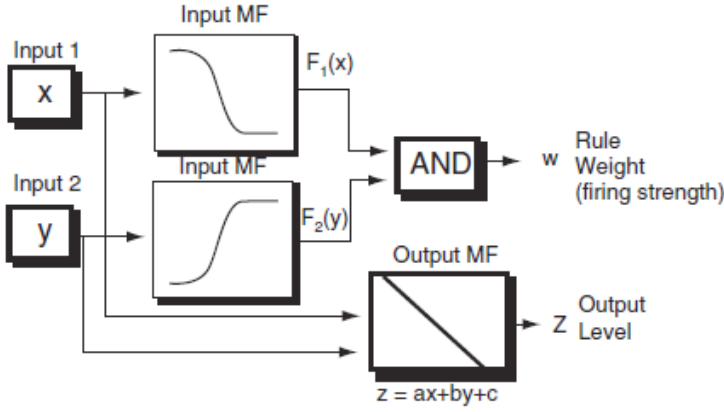 Input MF
Input 1
x
F₁(x)
Input MF
Input 2
y
F₂(y)
AND
w
Rule
Weight
(firing strength)
Output MF
z = ax+by+c
Z
Output
Level